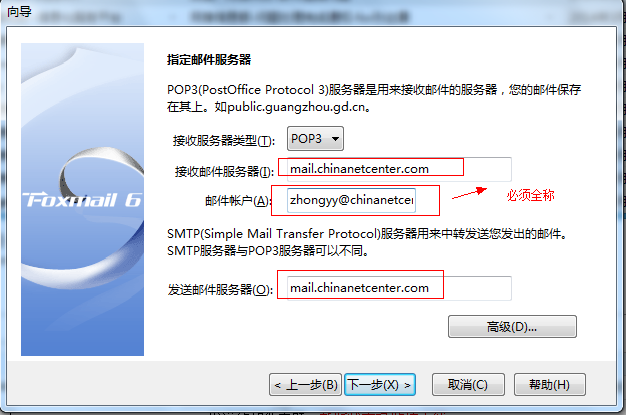 向导
指定邮件服务器
POP3(PostOffice Protocol 3)服务器是用来接收邮件的服务器，您的邮件保存
在其上。如public.guangzhou.gd.cn。
接收服务器类型(T): POP3
接收邮件服务器(I): mail.chinanetcenter.com
邮件帐户(A): zhongyy@chinanetcer
必须全称
Foxmail 6
SMTP(Simple Mail Transfer Protocol)服务器用来中转发送您发出的邮件。
SMTP服务器与POP3服务器可以不同。
发送邮件服务器(O): mail.chinanetcenter.com
高级(D)...
< 上一步(B) 下一步(X) > 取消(C) 帮助(H)